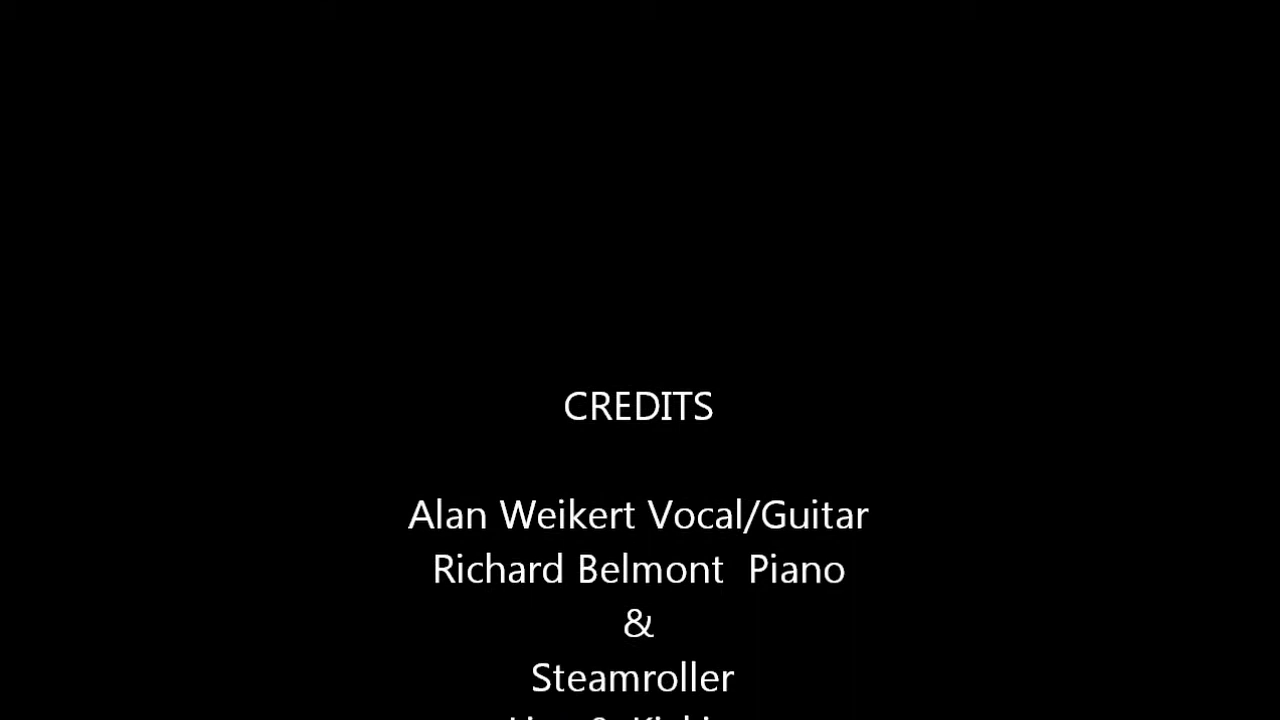 CREDITS
Alan Weikert Vocal/Guitar
Richard Belmont  Piano
&
Steamroller
&